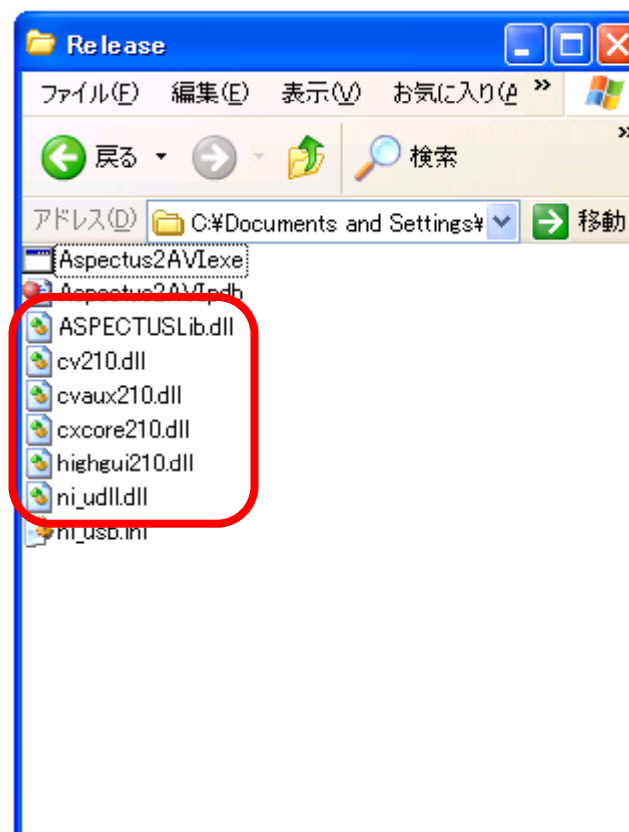 Release
ファイル(F) 編集(E) 表示(V) お気に入り(A »
戻る 検索 »
アドレス(D) C:¥Documents and Settings¥ 移動
Aspectus2AVI.exe
Aspectus2AVI.pdb
ASPECTUSLib.dll
cv210.dll
cvaux210.dll
cxcore210.dll
highgui210.dll
ni_udll.dll
ni_usb.ini